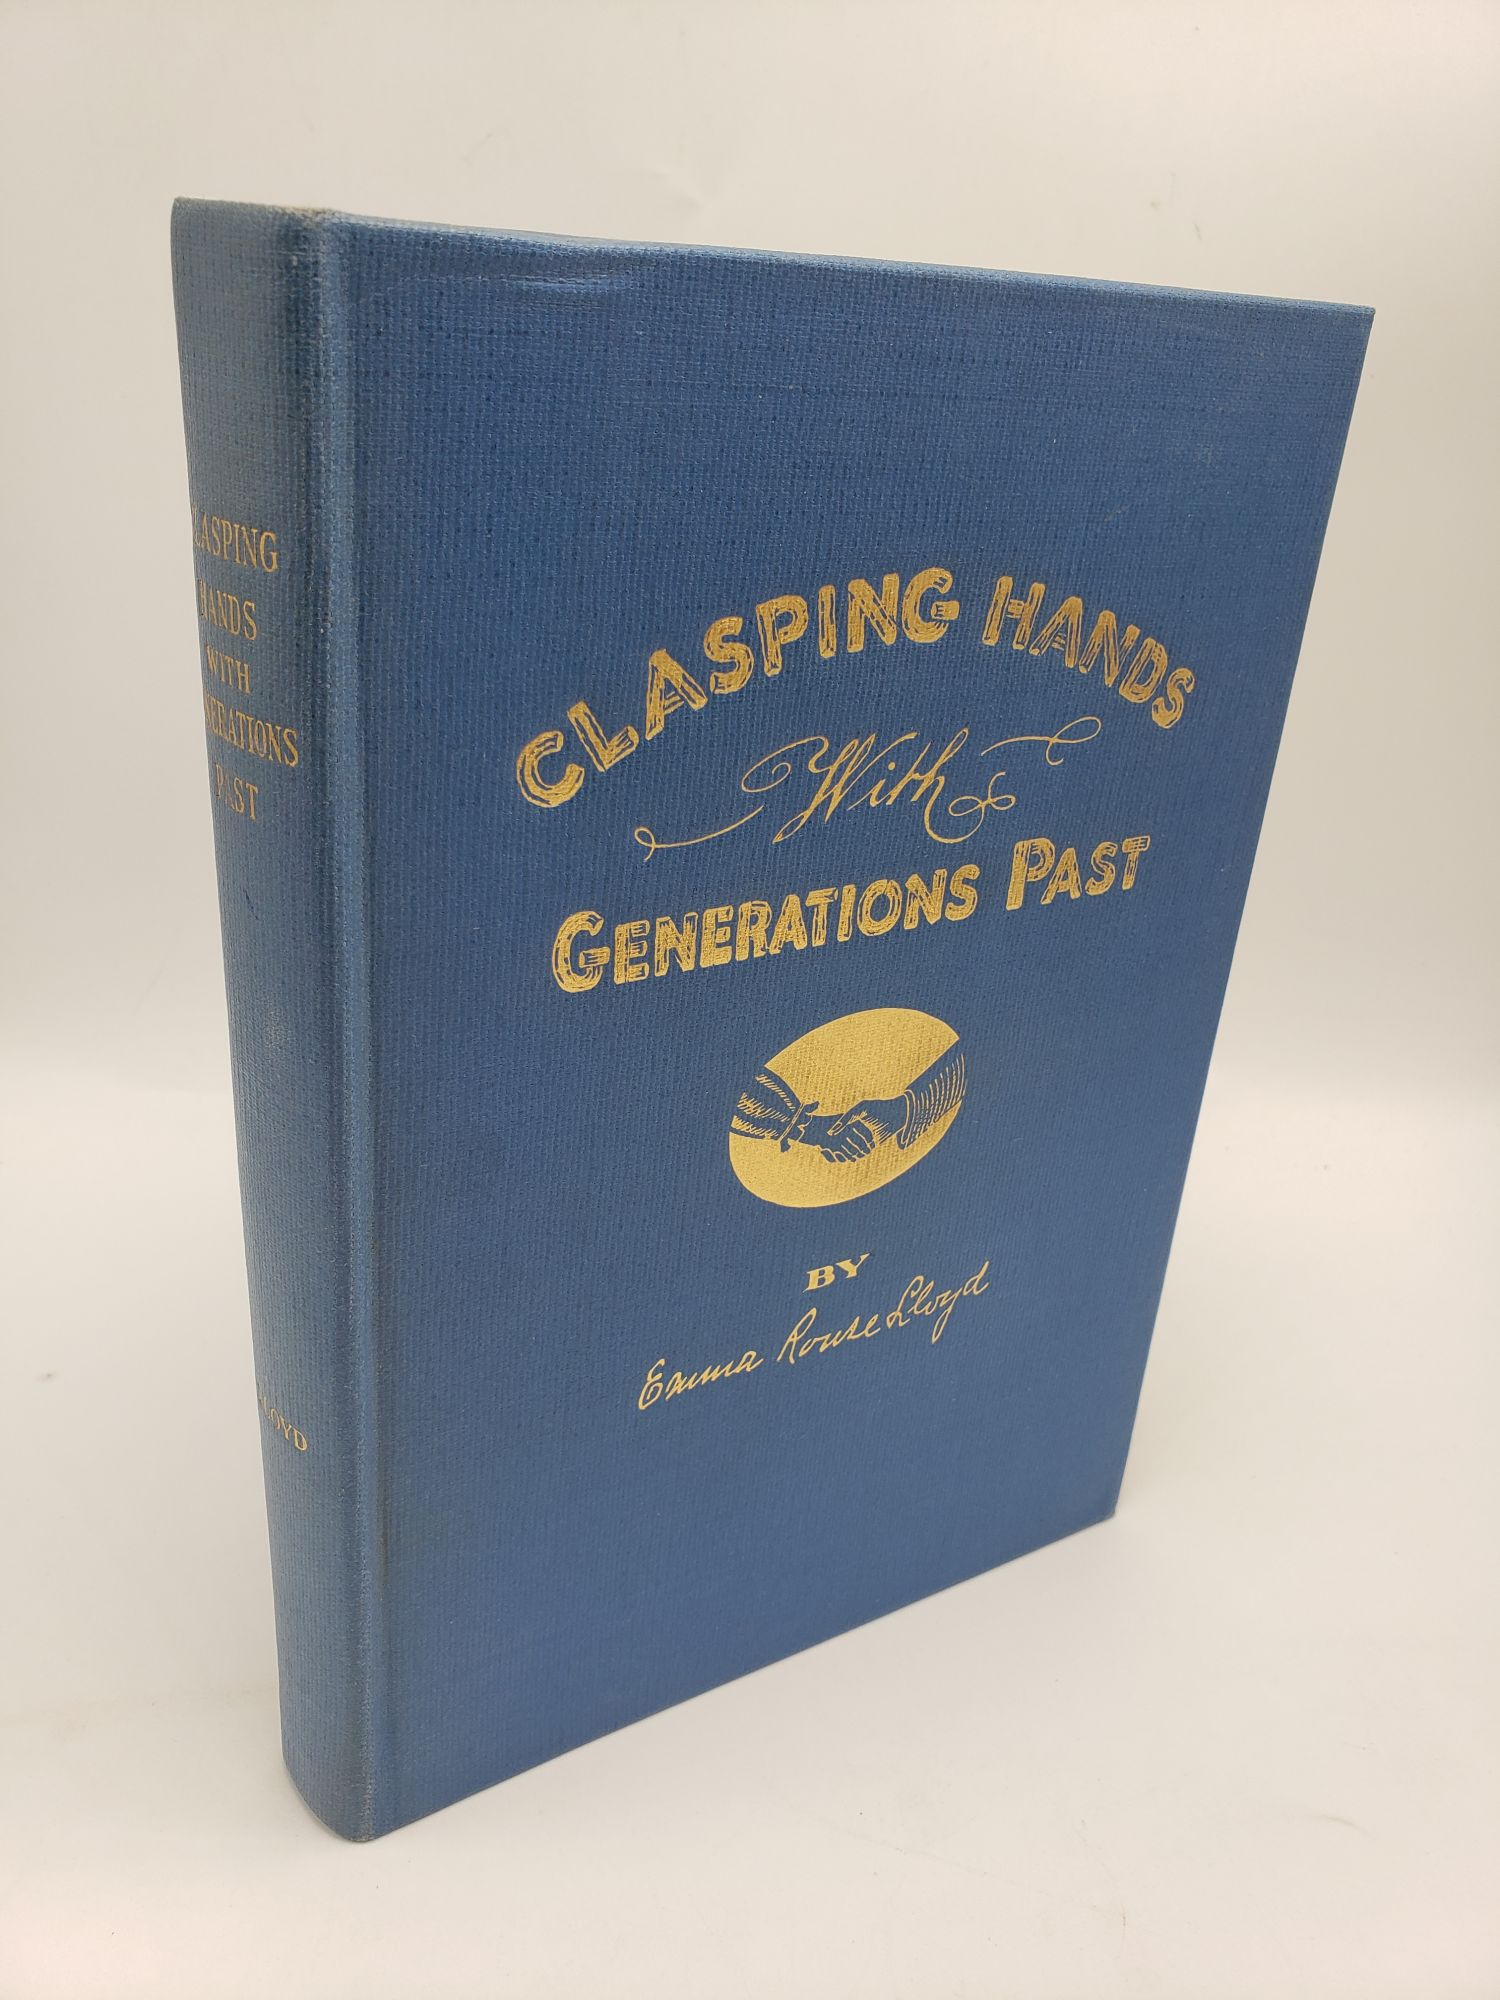 CLASPING
HANDS
WITH
GENERATIONS
PAST
LLOYD
CLASPING HANDS
With
GENERATIONS PAST
BY
Emma Rouse Lloyd